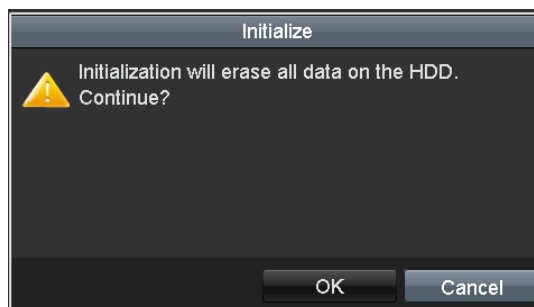 Initialize
Initialization will erase all data on the HDD.
Continue?
OK
Cancel